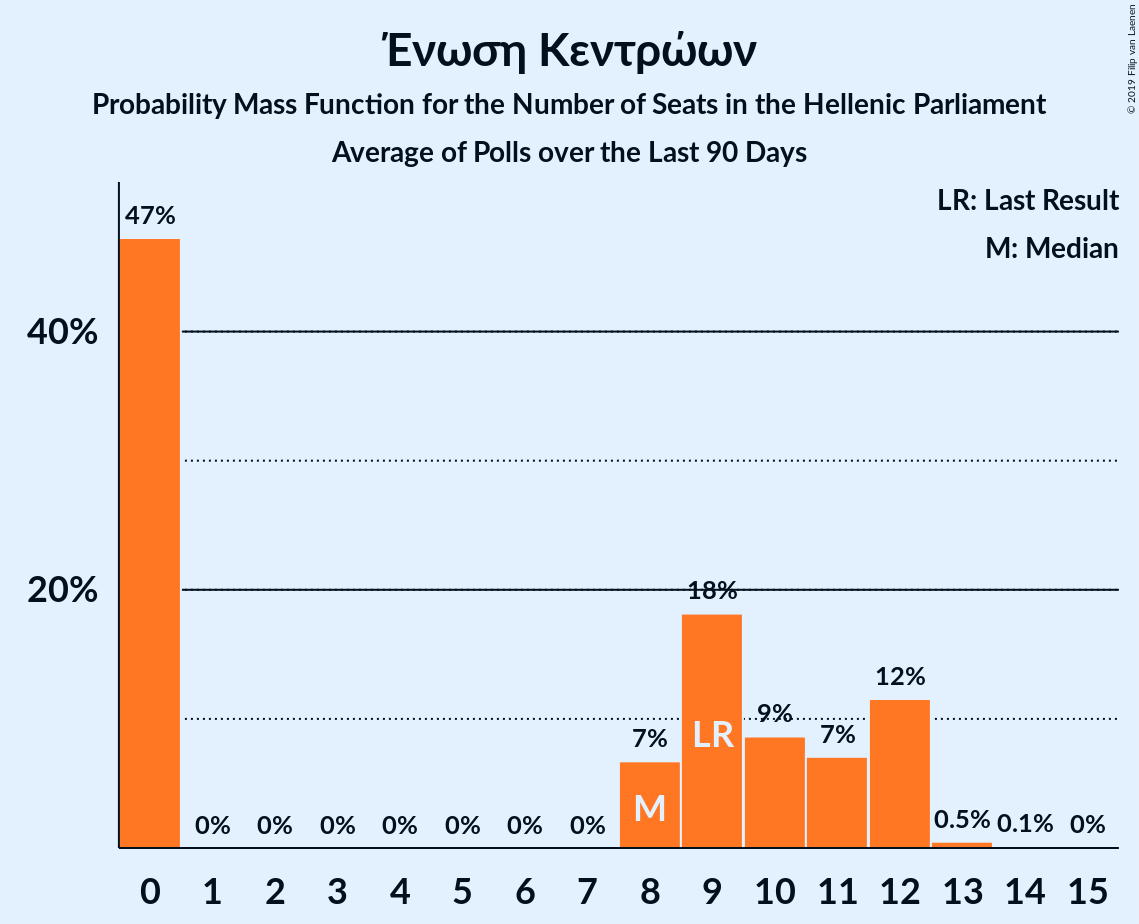 Ένωση Κεντρώων
Probability Mass Function for the Number of Seats in the Hellenic Parliament
Average of Polls over the Last 90 Days
© 2019 Filip van Laenen
LR: Last Result
M: Median
47%
40%
20%
18%
12%
9%
7%
7%
LR
M
0% 0% 0% 0% 0% 0% 0% 0.5% 0.1% 0%
0 1 2 3 4 5 6 7 8 9 10 11 12 13 14 15